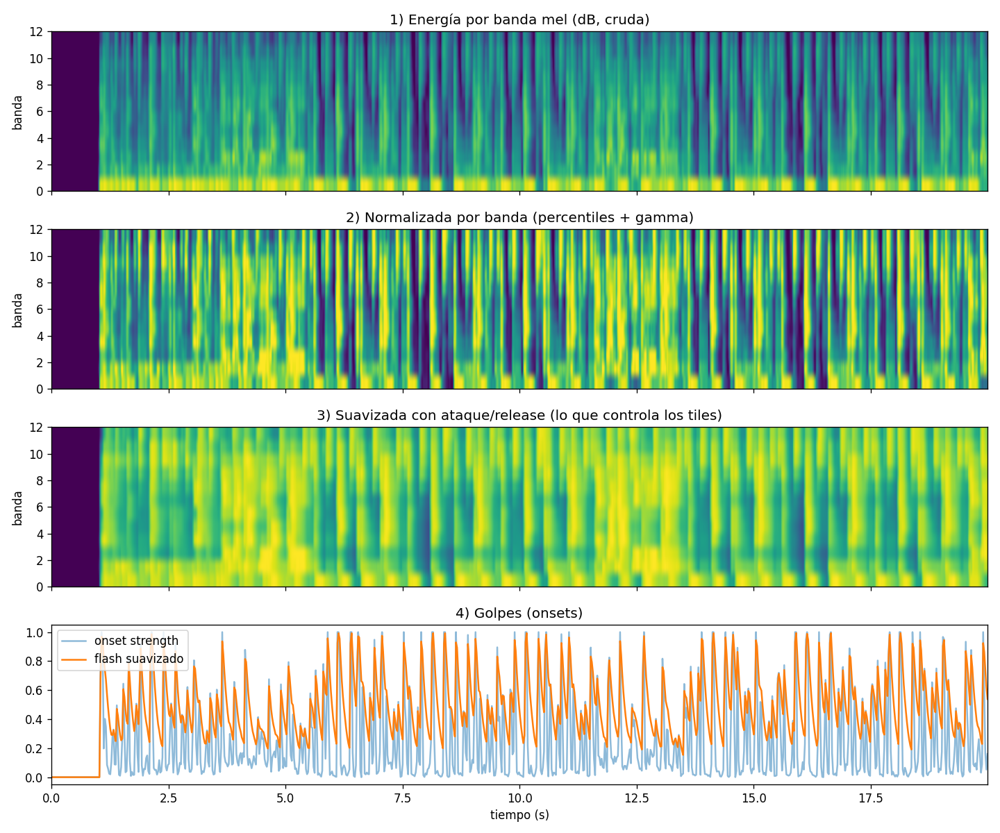 1) Energía por banda mel (dB, cruda)
12
10
8
6
4
2
0
banda
2) Normalizada por banda (percentiles + gamma)
12
10
8
6
4
2
0
banda
3) Suavizada con ataque/release (lo que controla los tiles)
12
10
8
6
4
2
0
banda
4) Golpes (onsets)
1.0
0.8
0.6
0.4
0.2
0.0
onset strength
flash suavizado
0.0 2.5 5.0 7.5 10.0 12.5 15.0 17.5
tiempo (s)